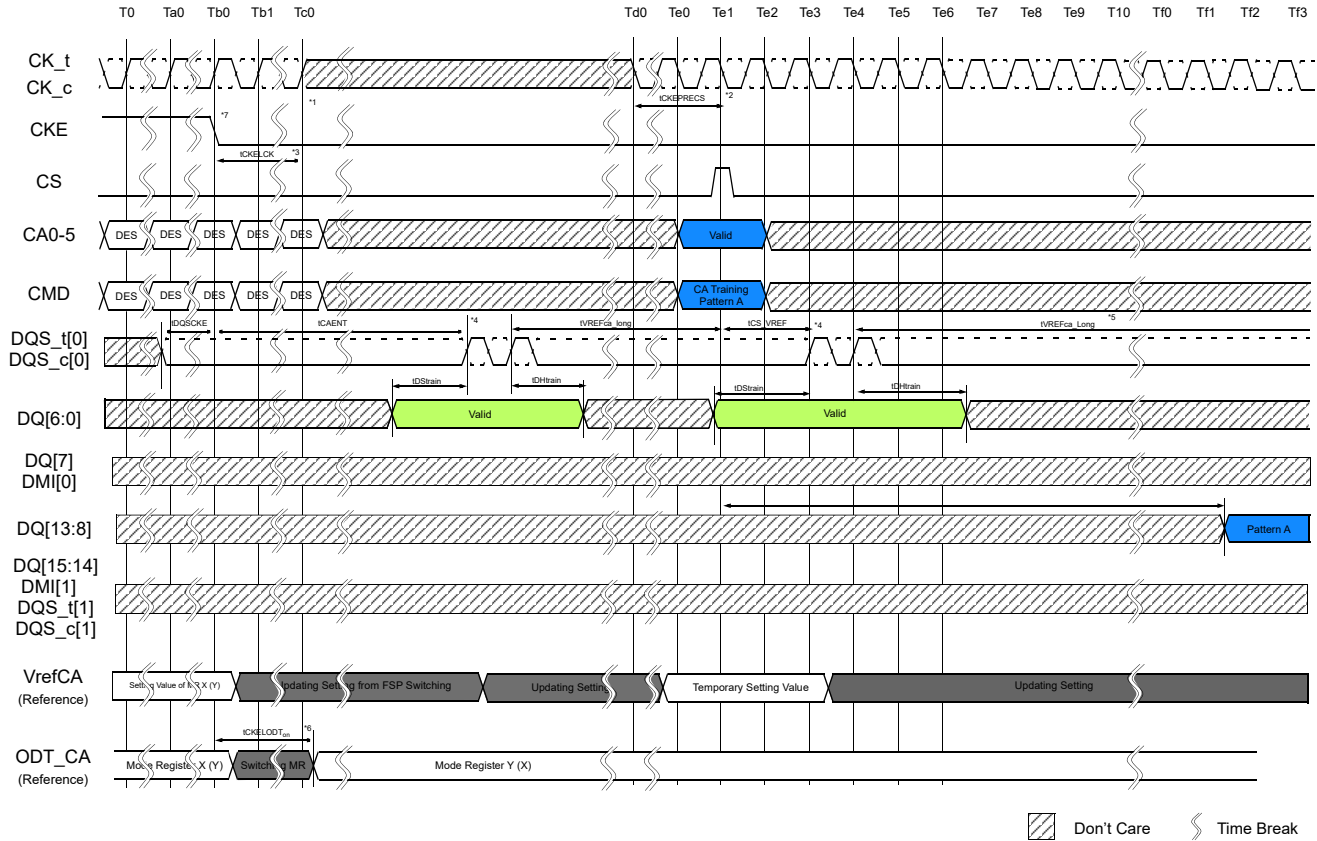 T0 Ta0 Tb0 Tb1 Tc0 Td0 Te0 Te1 Te2 Te3 Te4 Te5 Te6 Te7 Te8 Te9 T10 Tf0 Tf1 Tf2 Tf3
CK_t
CK_c
*1
tCKEPRECS *2
CKE
*7
tCKELCK *3
CS
CA0-5
DES DES DES DES DES Valid
CMD
DES DES DES DES DES CA Training
Pattern A
tDQSCKE tCAENT *4 tVREFca_long tCS_VREF *4 tVREFca_Long *5
DQS_t[0]
DQS_c[0]
tDStrain tDHtrain tDStrain tDHtrain
DQ[6:0] Valid Valid
DQ[7]
DMI[0]
DQ[13:8] Pattern A
DQ[15:14]
DMI[1]
DQS_t[1]
DQS_c[1]
VrefCA
(Reference)
Setting Value of MR X (Y) Updating Setting from FSP Switching Updating Setting Temporary Setting Value Updating Setting
tCKELODTon *6
ODT_CA
(Reference)
Mode Register X (Y) Switching MR Mode Register Y (X)
Don't Care Time Break